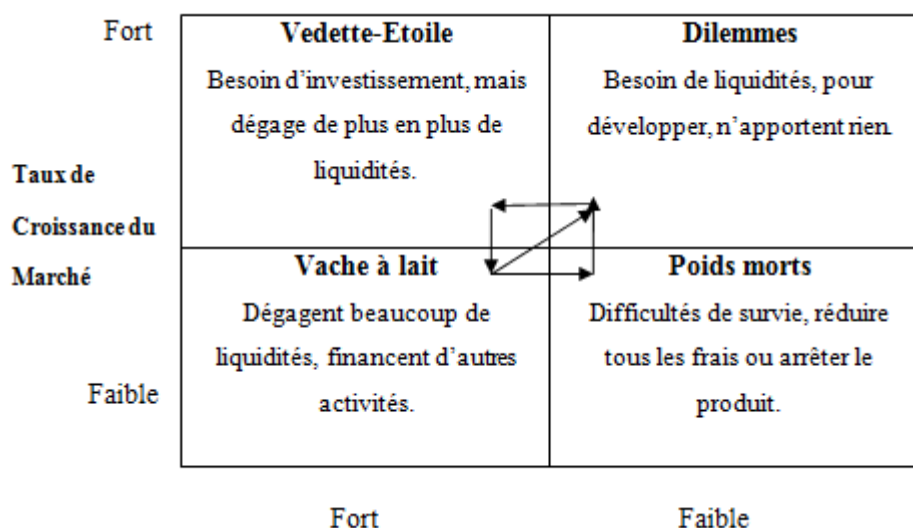 Fort
Vedette-Etoile
Besoin d’investissement, mais
dégage de plus en plus de
liquidités.
Dilemmes
Besoin de liquidités, pour
développer, n’apportent rien.
Taux de
Croissance du
Marché
Vache à lait
Dégagent beaucoup de
liquidités, financent d’autres
activités.
Poids morts
Difficultés de survie, réduire
tous les frais ou arrêter le
produit.
Faible
Fort
Faible